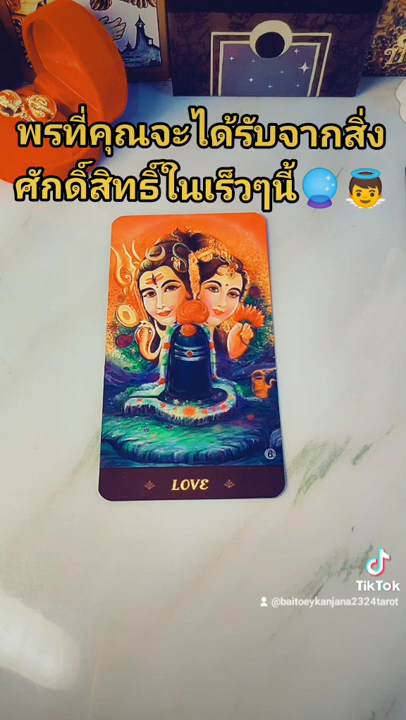 พรที่คุณจะได้รับจากสิ่ง
ศักดิ์สิทธิ์ในเร็วๆนี้🔮👼
LOVE
TikTok
@baitoeykanjana2324tarot